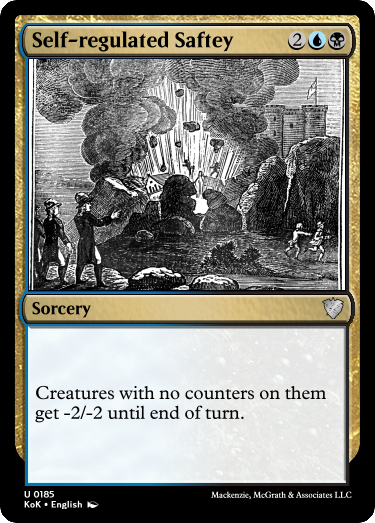 Self-regulated Saftey 2
Sorcery
Creatures with no counters on them
get -2/-2 until end of turn.
U 0185
KoK • English
Mackenzie, McGrath & Associates LLC